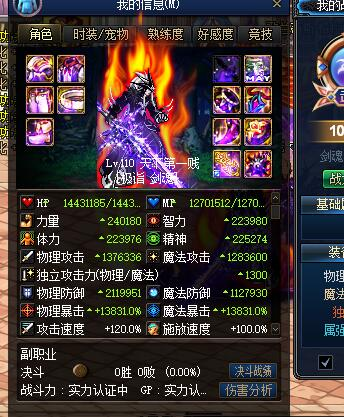 我的信息(M)
角色 时装/宠物 熟练度 好感度 竞技
Lv.110 天下第一贱
极诣·剑魂
HP 14431185/1443... MP 12701512/1270...
力量 240180 智力 223980
体力 223976 精神 225274
物理攻击 1376336 魔法攻击 1283600
独立攻击力(物理/魔法) 1300
物理防御 2119951 魔法防御 1127930
物理暴击 +13831.0% 魔法暴击 +13831.0%
攻击速度 +120.0% 施放速度 +100.0%
副职业
决斗 0胜 0败 (0.00%) 决斗战绩
战斗力：实力认证中 GP：实力认... 伤害分析
我的
10
剑魂
基础
装备
物理
魔法
独
属强